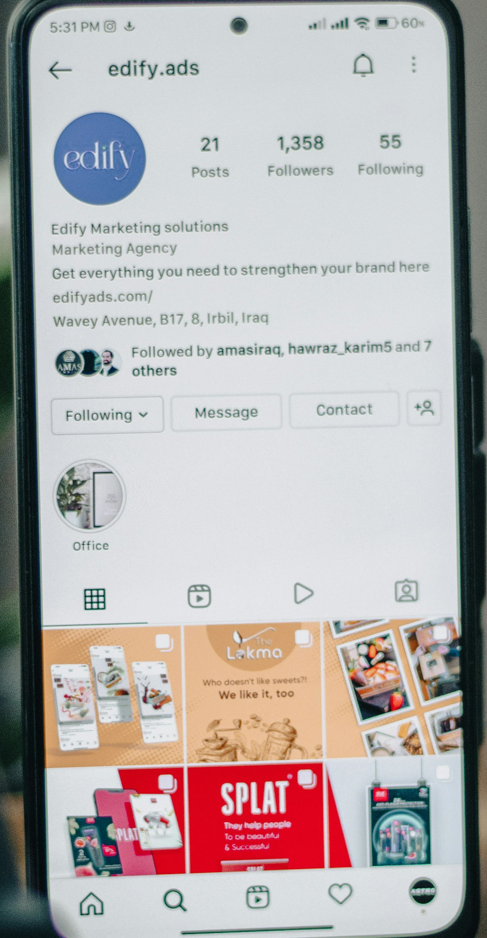 5:31 PM 60%
edify.ads
edify
21 1,358 55
Posts Followers Following
Edify Marketing solutions
Marketing Agency
Get everything you need to strengthen your brand here
edifyads.com/
Wavey Avenue, B17, 8, Irbil, Iraq
AMAS
Followed by amasiraq, hawraz_karim5 and 7
others
Following Message Contact
Office
The
Lokma
Who doesn't like sweets?!
We like it, too
SPLAT
They help people
To be beautiful
& Successful
SPLAT